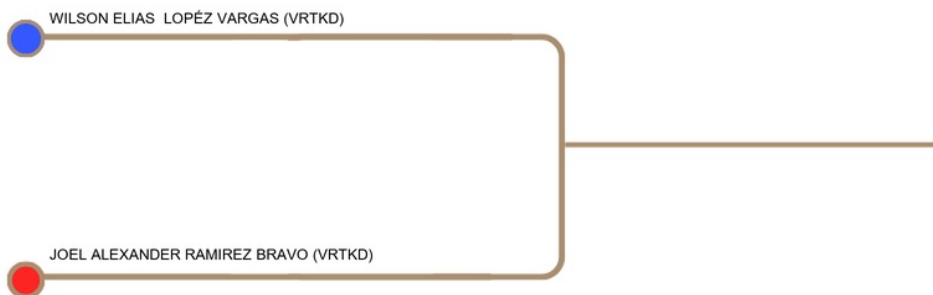 WILSON ELIAS  LOPÉZ VARGAS (VRTKD)
JOEL ALEXANDER RAMIREZ BRAVO (VRTKD)